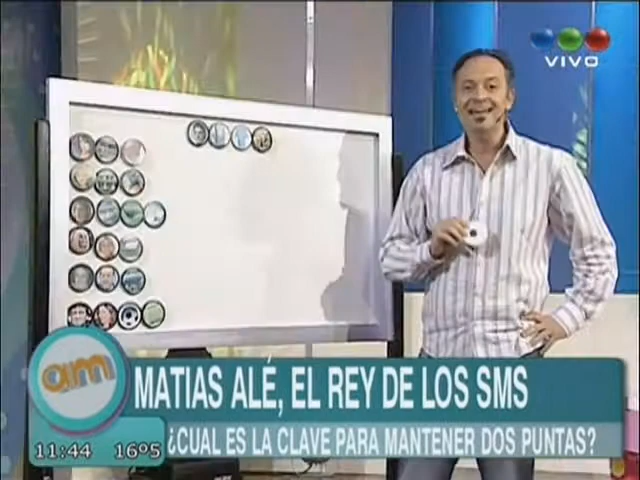 VIVO
am
MATIAS ALÉ, EL REY DE LOS SMS
11:44 16º5 ¿CUAL ES LA CLAVE PARA MANTENER DOS PUNTAS?